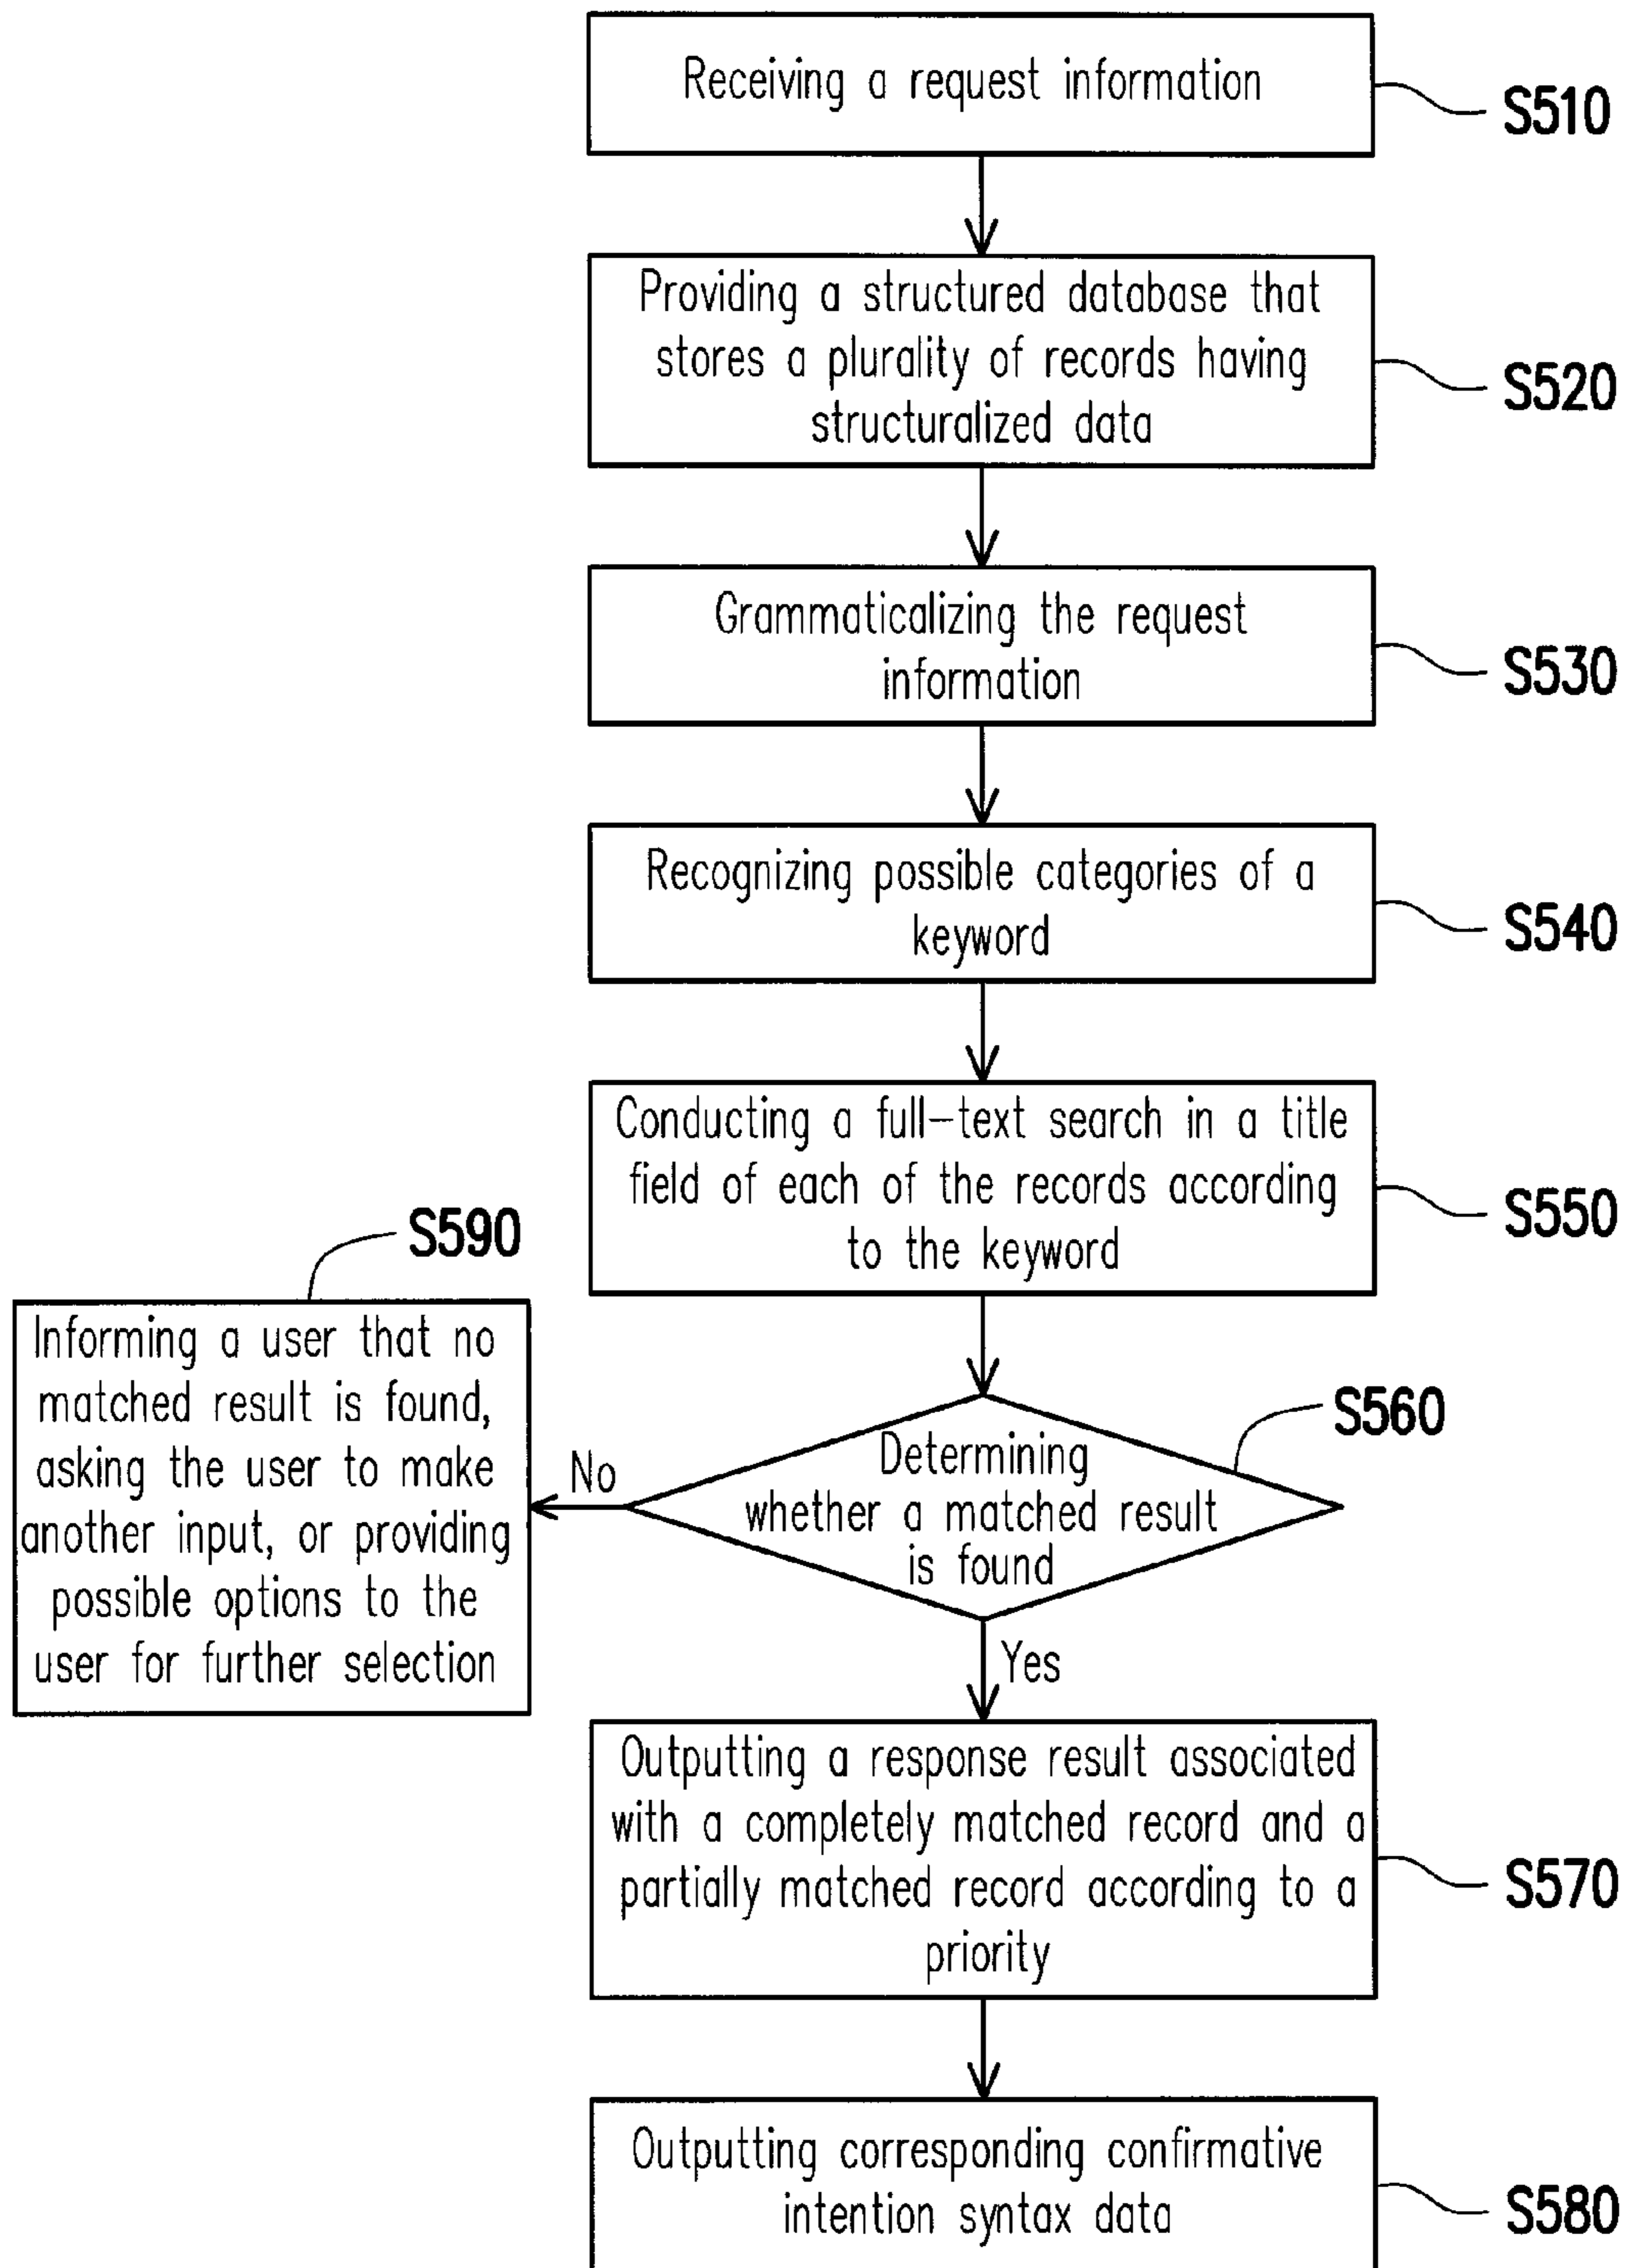 Receiving a request information
S510
Providing a structured database that
stores a plurality of records having
structuralized data
S520
Grammaticalizing the request
information
S530
Recognizing possible categories of a
keyword
S540
Conducting a full-text search in a title
field of each of the records according
to the keyword
S550
Determining
whether a matched result
is found
S560
No
S590
Informing a user that no
matched result is found,
asking the user to make
another input, or providing
possible options to the
user for further selection
Yes
Outputting a response result associated
with a completely matched record and a
partially matched record according to a
priority
S570
Outputting corresponding confirmative
intention syntax data
S580